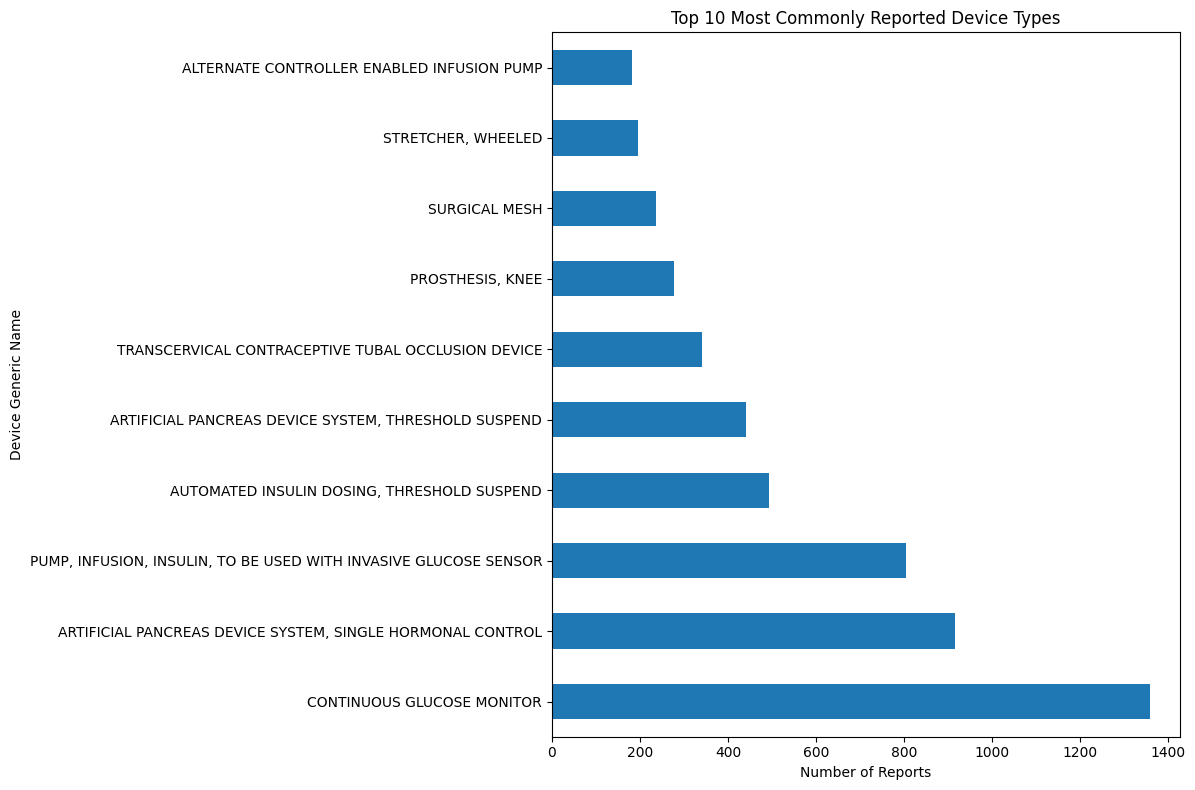 Top 10 Most Commonly Reported Device Types
Device Generic Name
ALTERNATE CONTROLLER ENABLED INFUSION PUMP
STRETCHER, WHEELED
SURGICAL MESH
PROSTHESIS, KNEE
TRANSCERVICAL CONTRACEPTIVE TUBAL OCCLUSION DEVICE
ARTIFICIAL PANCREAS DEVICE SYSTEM, THRESHOLD SUSPEND
AUTOMATED INSULIN DOSING, THRESHOLD SUSPEND
PUMP, INFUSION, INSULIN, TO BE USED WITH INVASIVE GLUCOSE SENSOR
ARTIFICIAL PANCREAS DEVICE SYSTEM, SINGLE HORMONAL CONTROL
CONTINUOUS GLUCOSE MONITOR
0 200 400 600 800 1000 1200 1400
Number of Reports